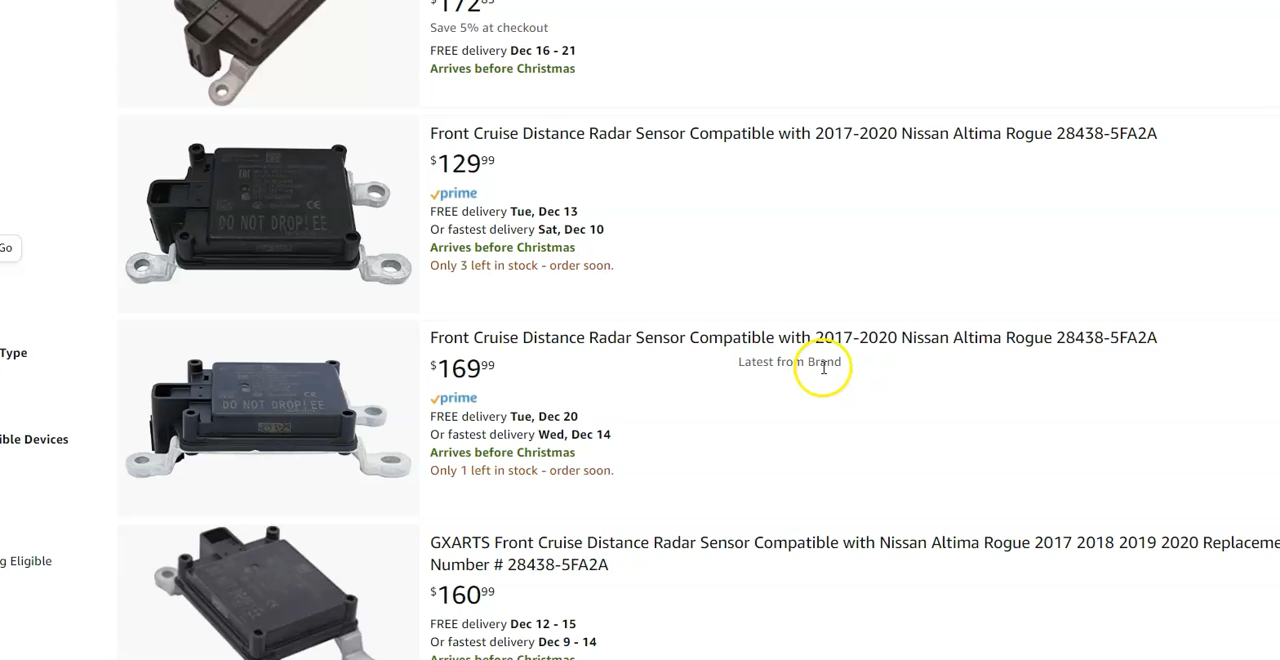 $172
Save 5% at checkout
FREE delivery Dec 16 - 21
Arrives before Christmas
Front Cruise Distance Radar Sensor Compatible with 2017-2020 Nissan Altima Rogue 28438-5FA2A
$129.99
prime
FREE delivery Tue, Dec 13
Go
Or fastest delivery Sat, Dec 10
Arrives before Christmas
DO NOT DROP! EE
Only 3 left in stock - order soon.
Front Cruise Distance Radar Sensor Compatible with 2017-2020 Nissan Altima Rogue 28438-5FA2A
Type
Latest from Brand
$169.99
prime
DO NOT DROP! EE
FREE delivery Tue, Dec 20
Or fastest delivery Wed, Dec 14
ible Devices
Arrives before Christmas
Only 1 left in stock - order soon.
GXARTS Front Cruise Distance Radar Sensor Compatible with Nissan Altima Rogue 2017 2018 2019 2020 Replaceme
Number # 28438-5FA2A
g Eligible
$160.99
FREE delivery Dec 12 - 15
Or fastest delivery Dec 9 - 14
Arrives before Christmas